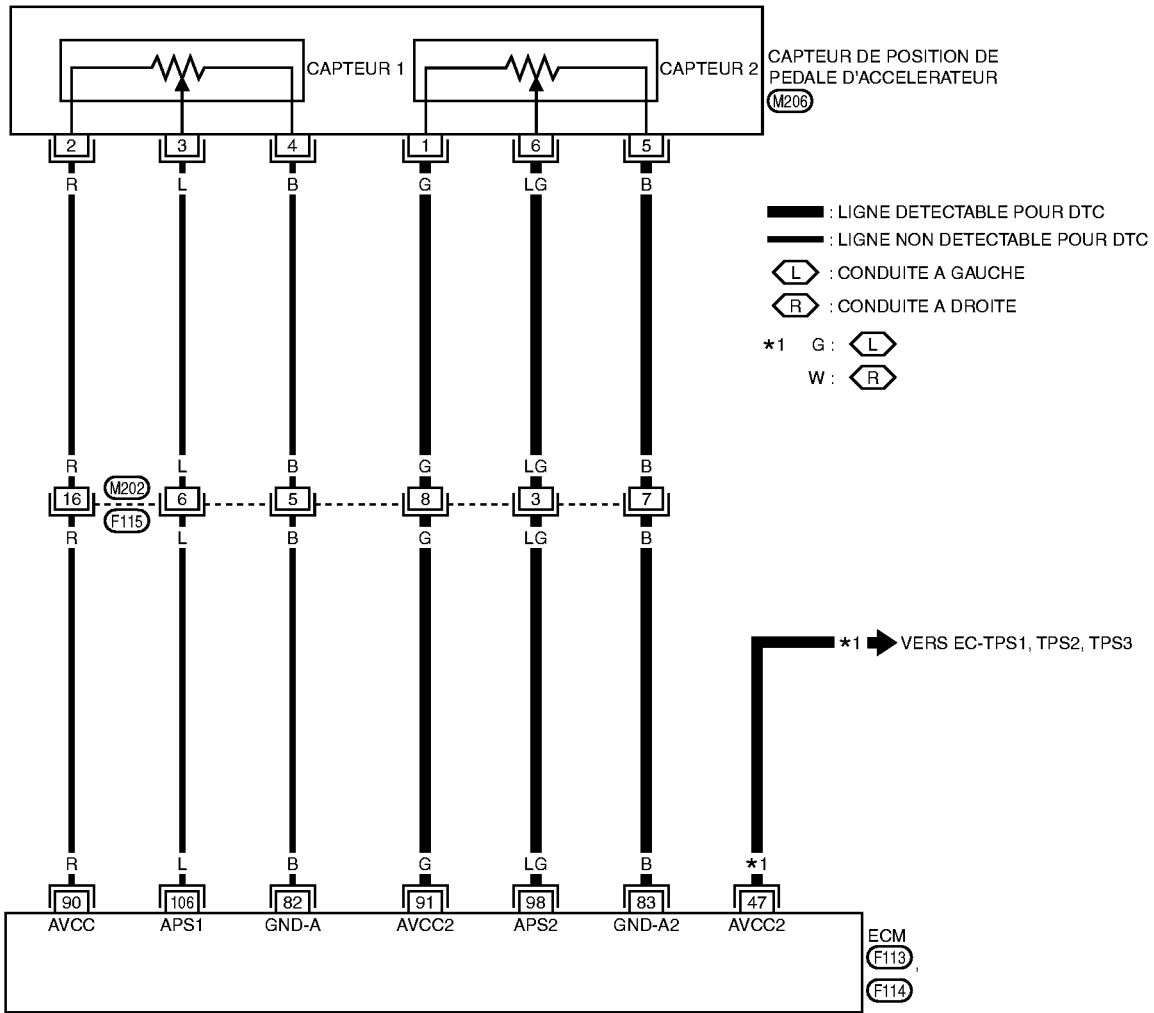 CAPTEUR 1
CAPTEUR 2
CAPTEUR DE POSITION DE
PEDALE D'ACCELERATEUR
M206
2 3 4 1 6 5
R L B G LG B
: LIGNE DETECTABLE POUR DTC
: LIGNE NON DETECTABLE POUR DTC
L : CONDUITE A GAUCHE
R : CONDUITE A DROITE
*1 G : L
W : R
R L B G LG B
16 M202 6 5 8 3 7
F115
R L B G LG B
*1 VERS EC-TPS1, TPS2, TPS3
R L B G LG B *1
90 106 82 91 98 83 47
AVCC APS1 GND-A AVCC2 APS2 GND-A2 AVCC2
ECM
F113 ,
F114